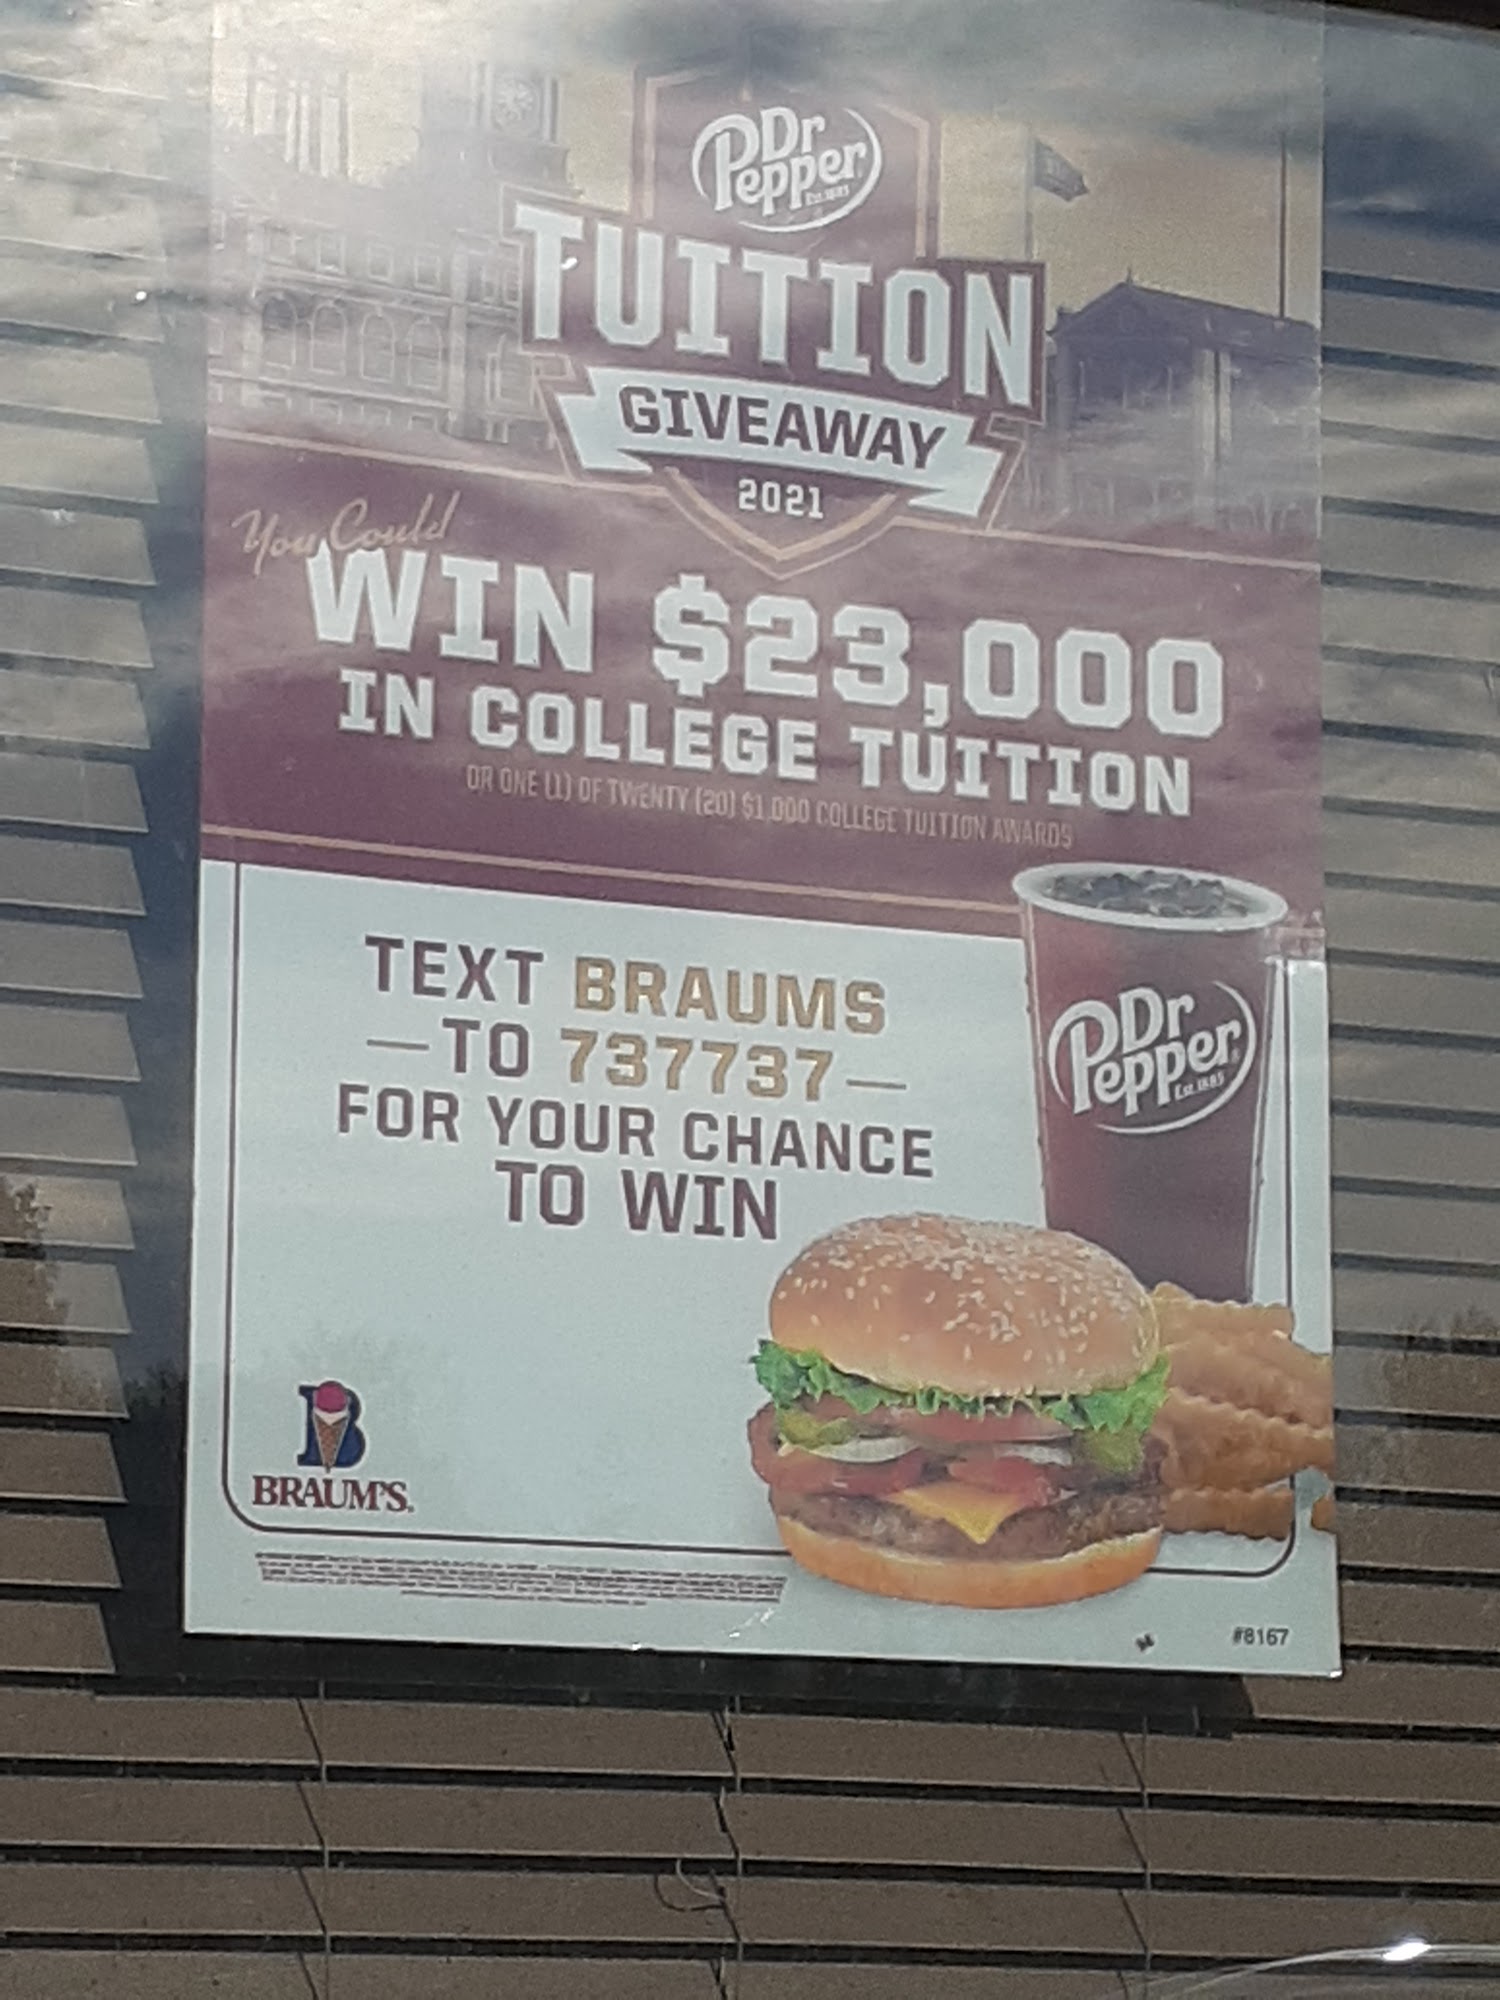 Dr
Pepper
Est. 1885
TUITION
GIVEAWAY
2021
You Could
WIN $23,000
IN COLLEGE TUITION
OR ONE (1) OF TWENTY (20) $1,000 COLLEGE TUITION AWARDS
TEXT BRAUMS
—TO 737737—
FOR YOUR CHANCE
TO WIN
Dr
Pepper
Est. 1885
B
BRAUM'S.
#8167